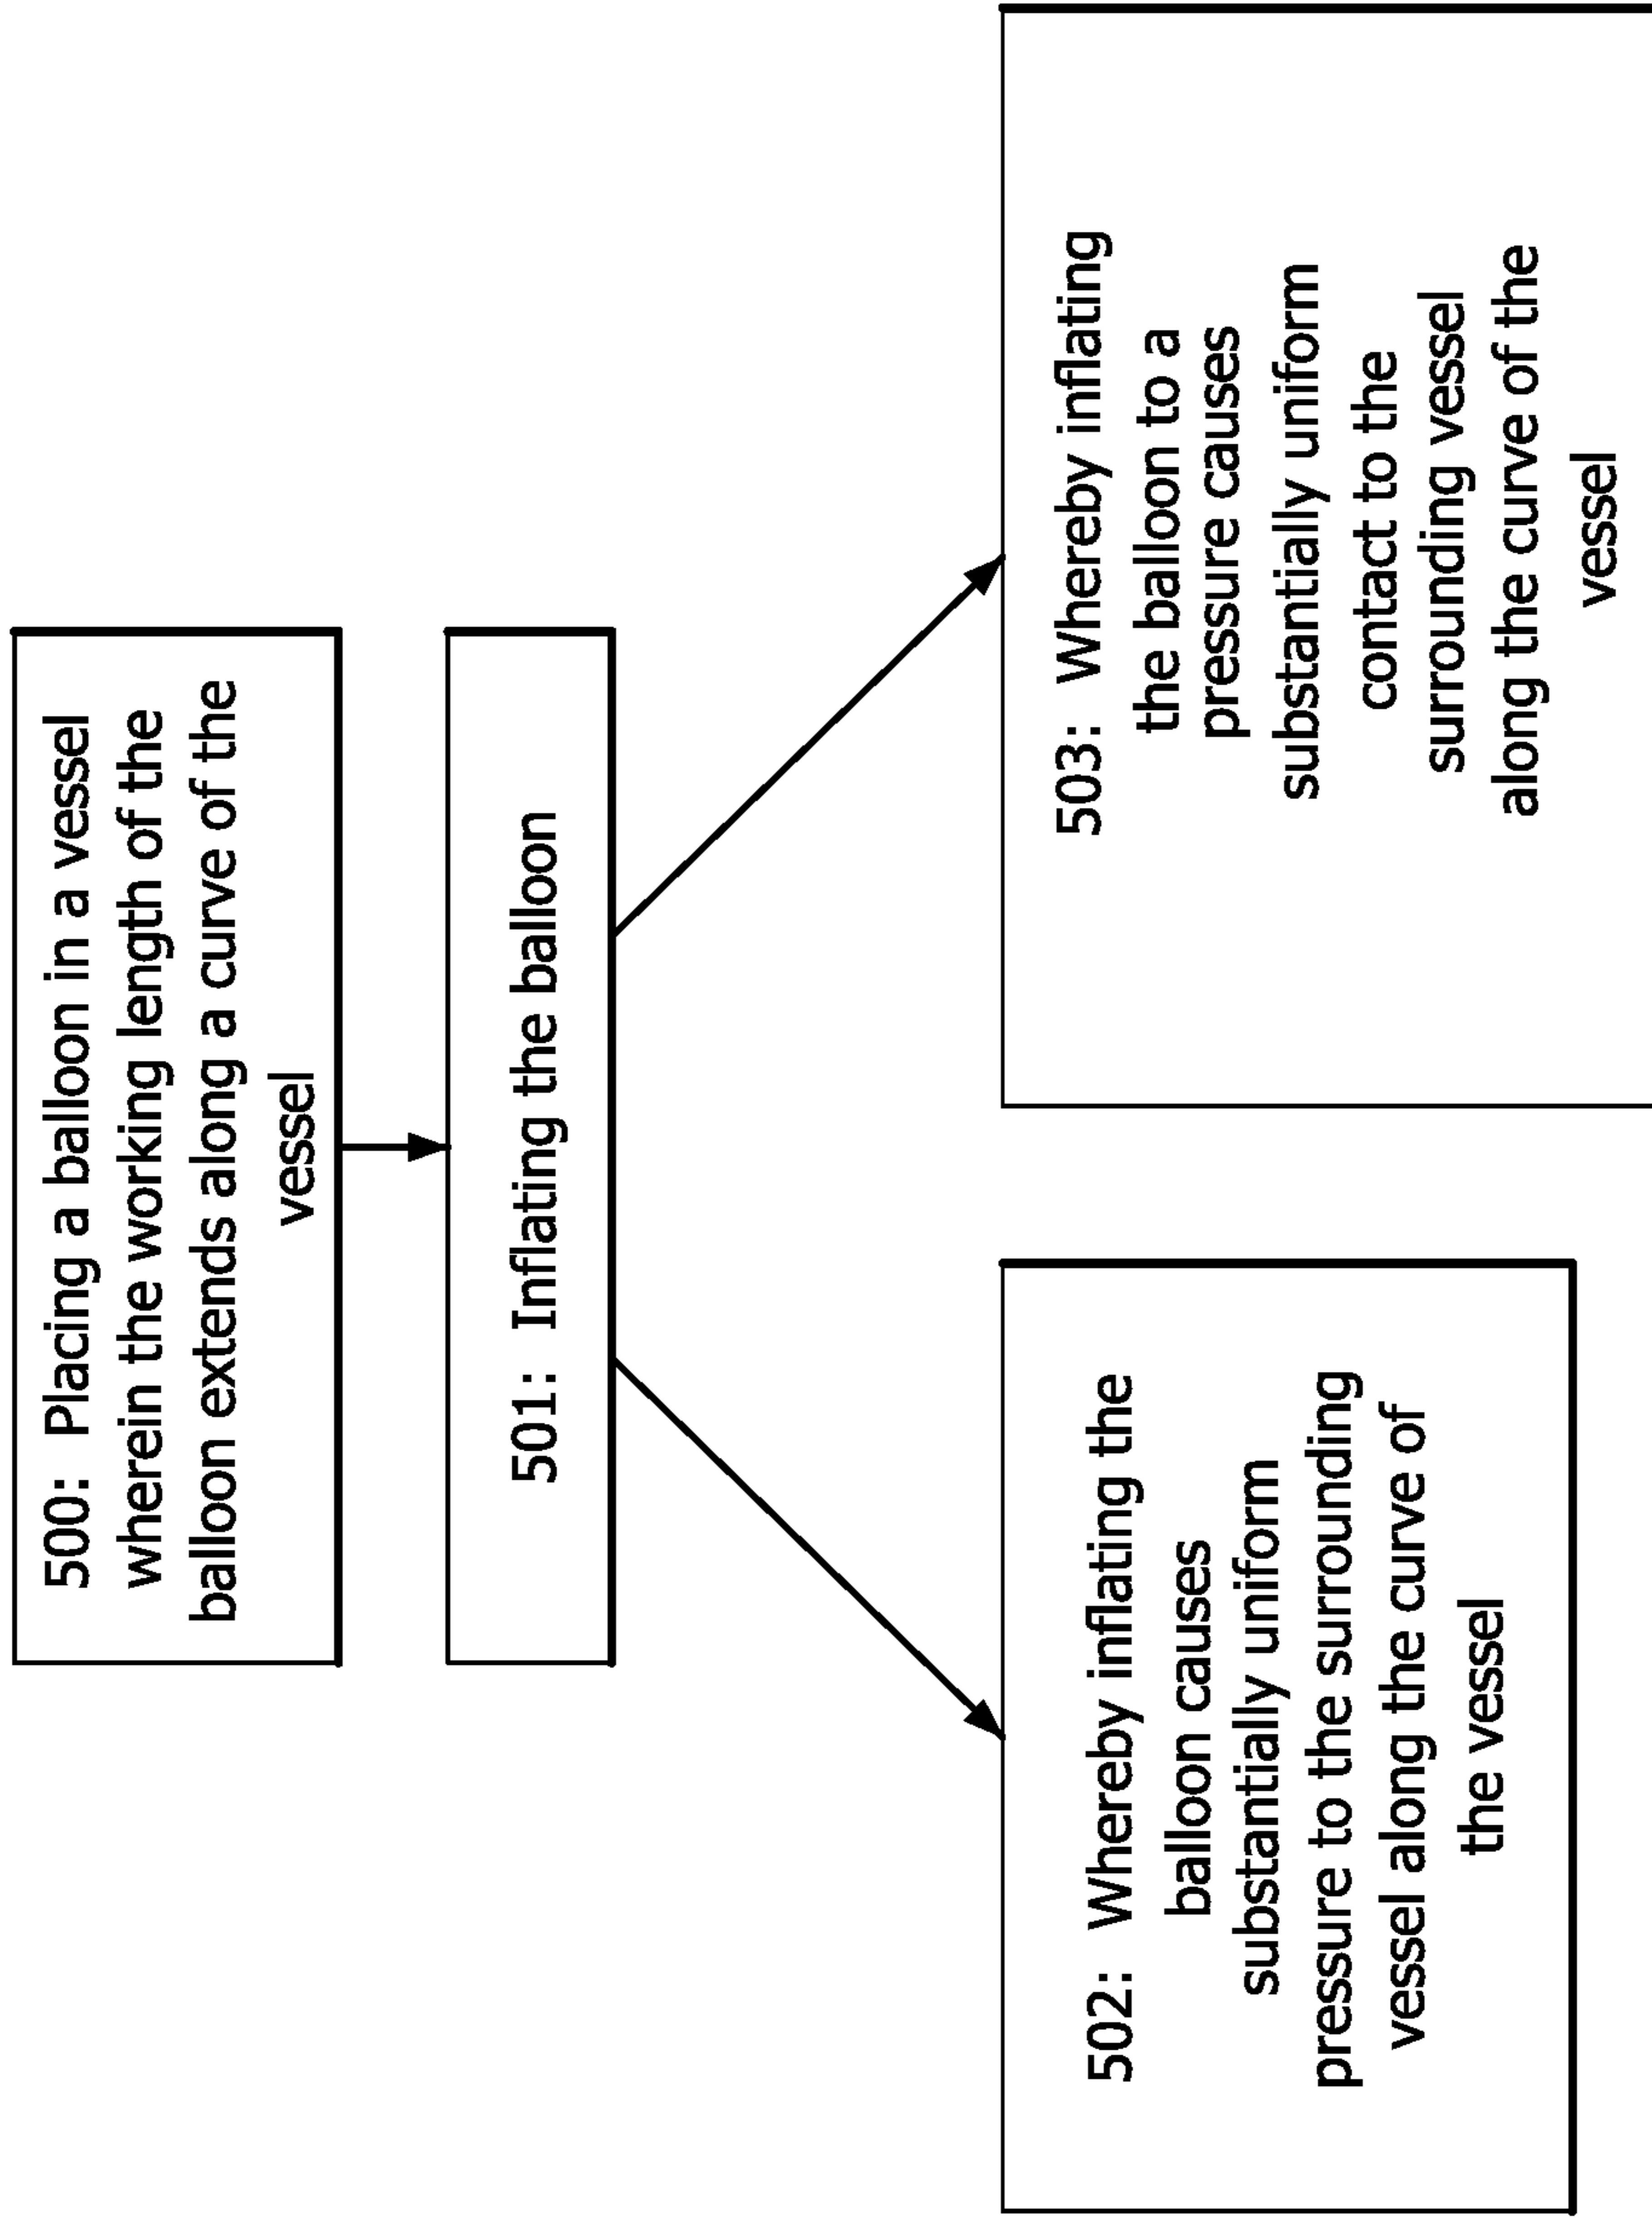 500:  Placing a balloon in a vessel
wherein the working length of the
balloon extends along a curve of the
vessel
501:  Inflating the balloon
502:  Whereby inflating the
balloon causes
substantially uniform
pressure to the surrounding
vessel along the curve of
the vessel
503:  Whereby inflating
the balloon to a
pressure causes
substantially uniform
contact to the
surrounding vessel
along the curve of the
vessel